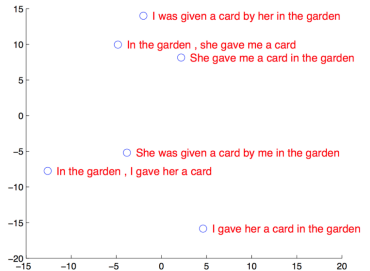 15
I was given a card by her in the garden
10
In the garden , she gave me a card
She gave me a card in the garden
5
0
−5
She was given a card by me in the garden
In the garden , I gave her a card
−10
−15
I gave her a card in the garden
−20
−15 −10 −5 0 5 10 15 20